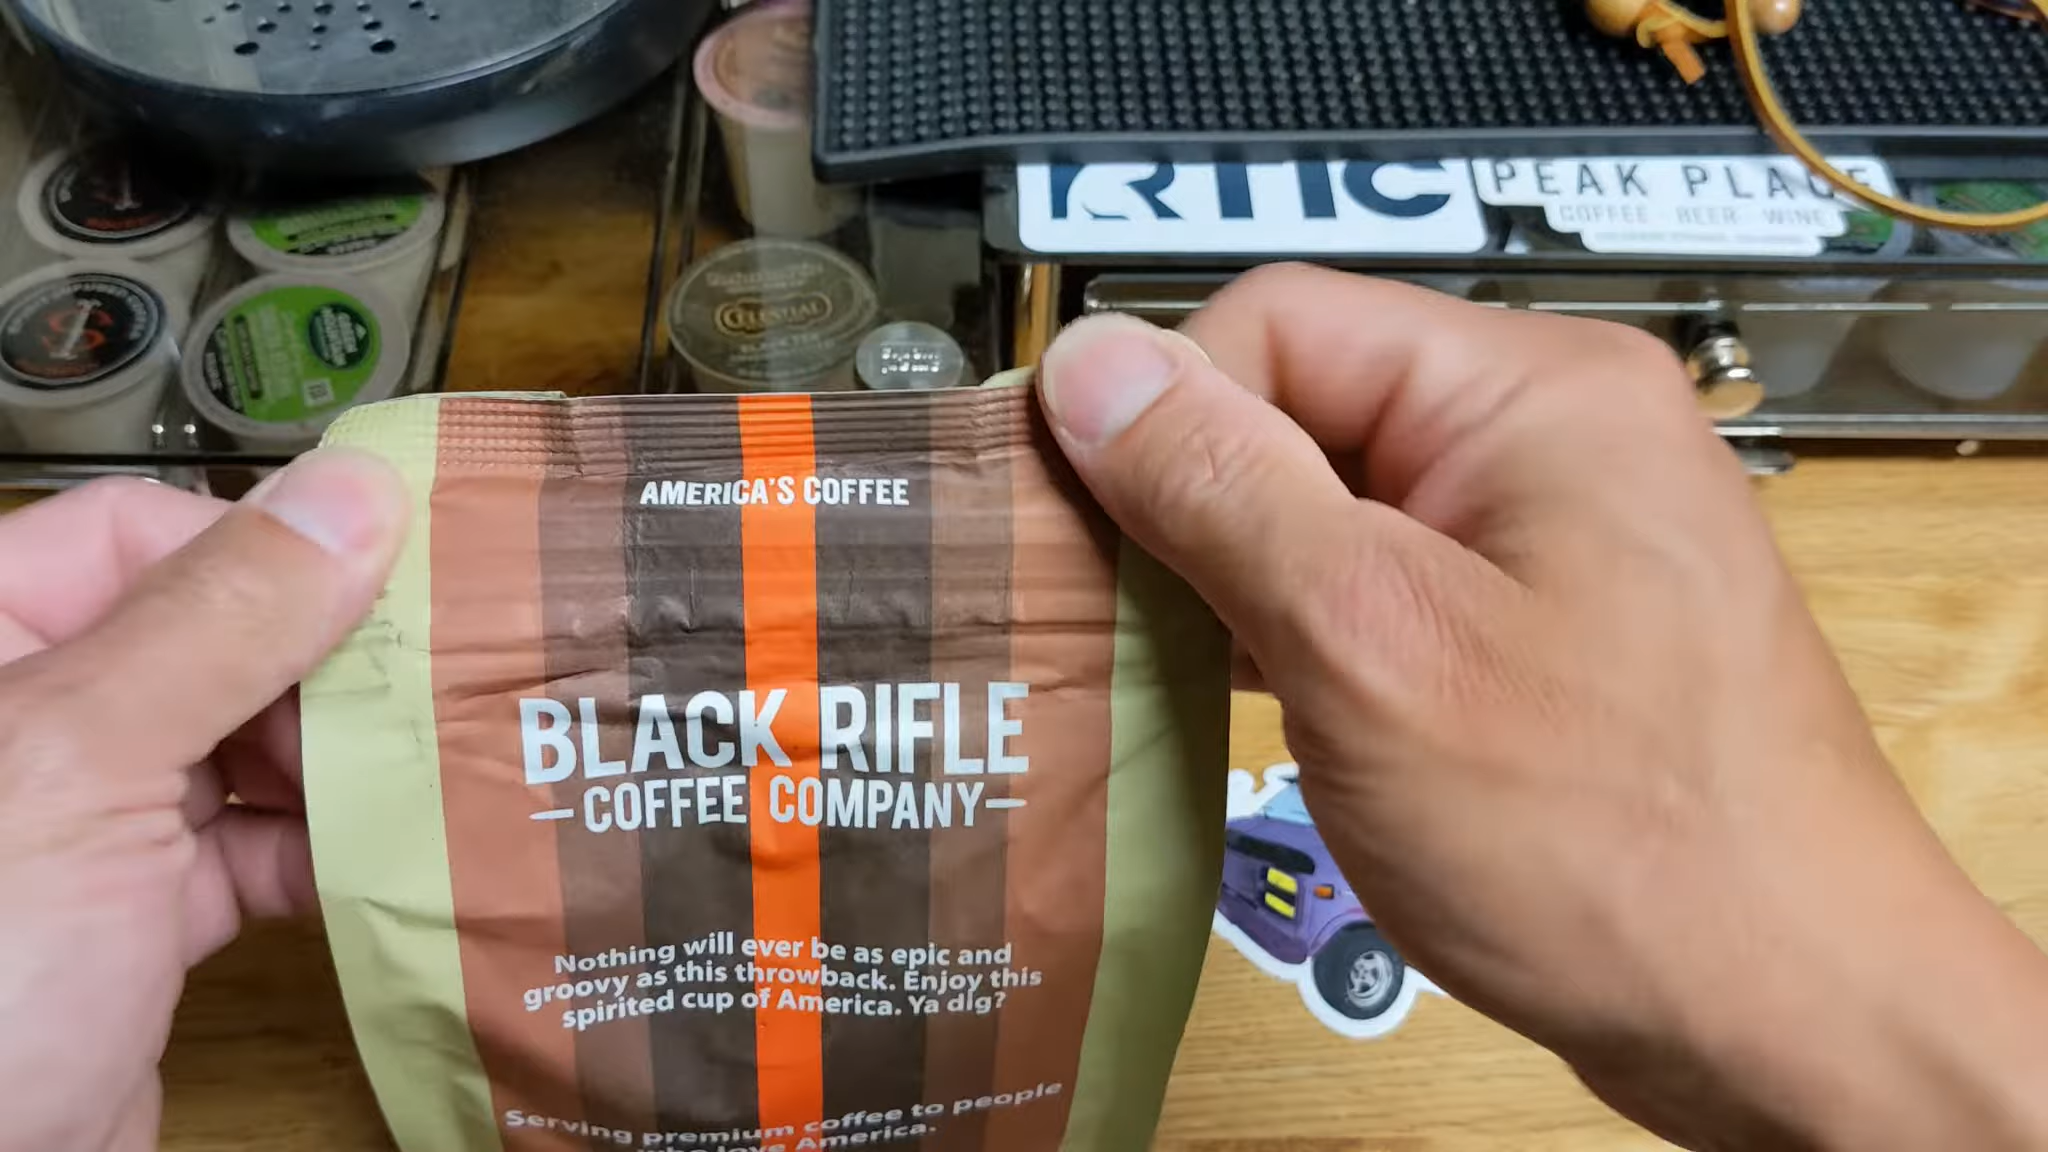 RTIC
PEAK PLACE
COFFEE · BEER · WINE
CELESTIAL
AMERICA'S COFFEE
BLACK RIFLE
—COFFEE COMPANY—
Nothing will ever be as epic and
groovy as this throwback. Enjoy this
spirited cup of America. Ya dig?
Serving premium coffee to people
who love America.